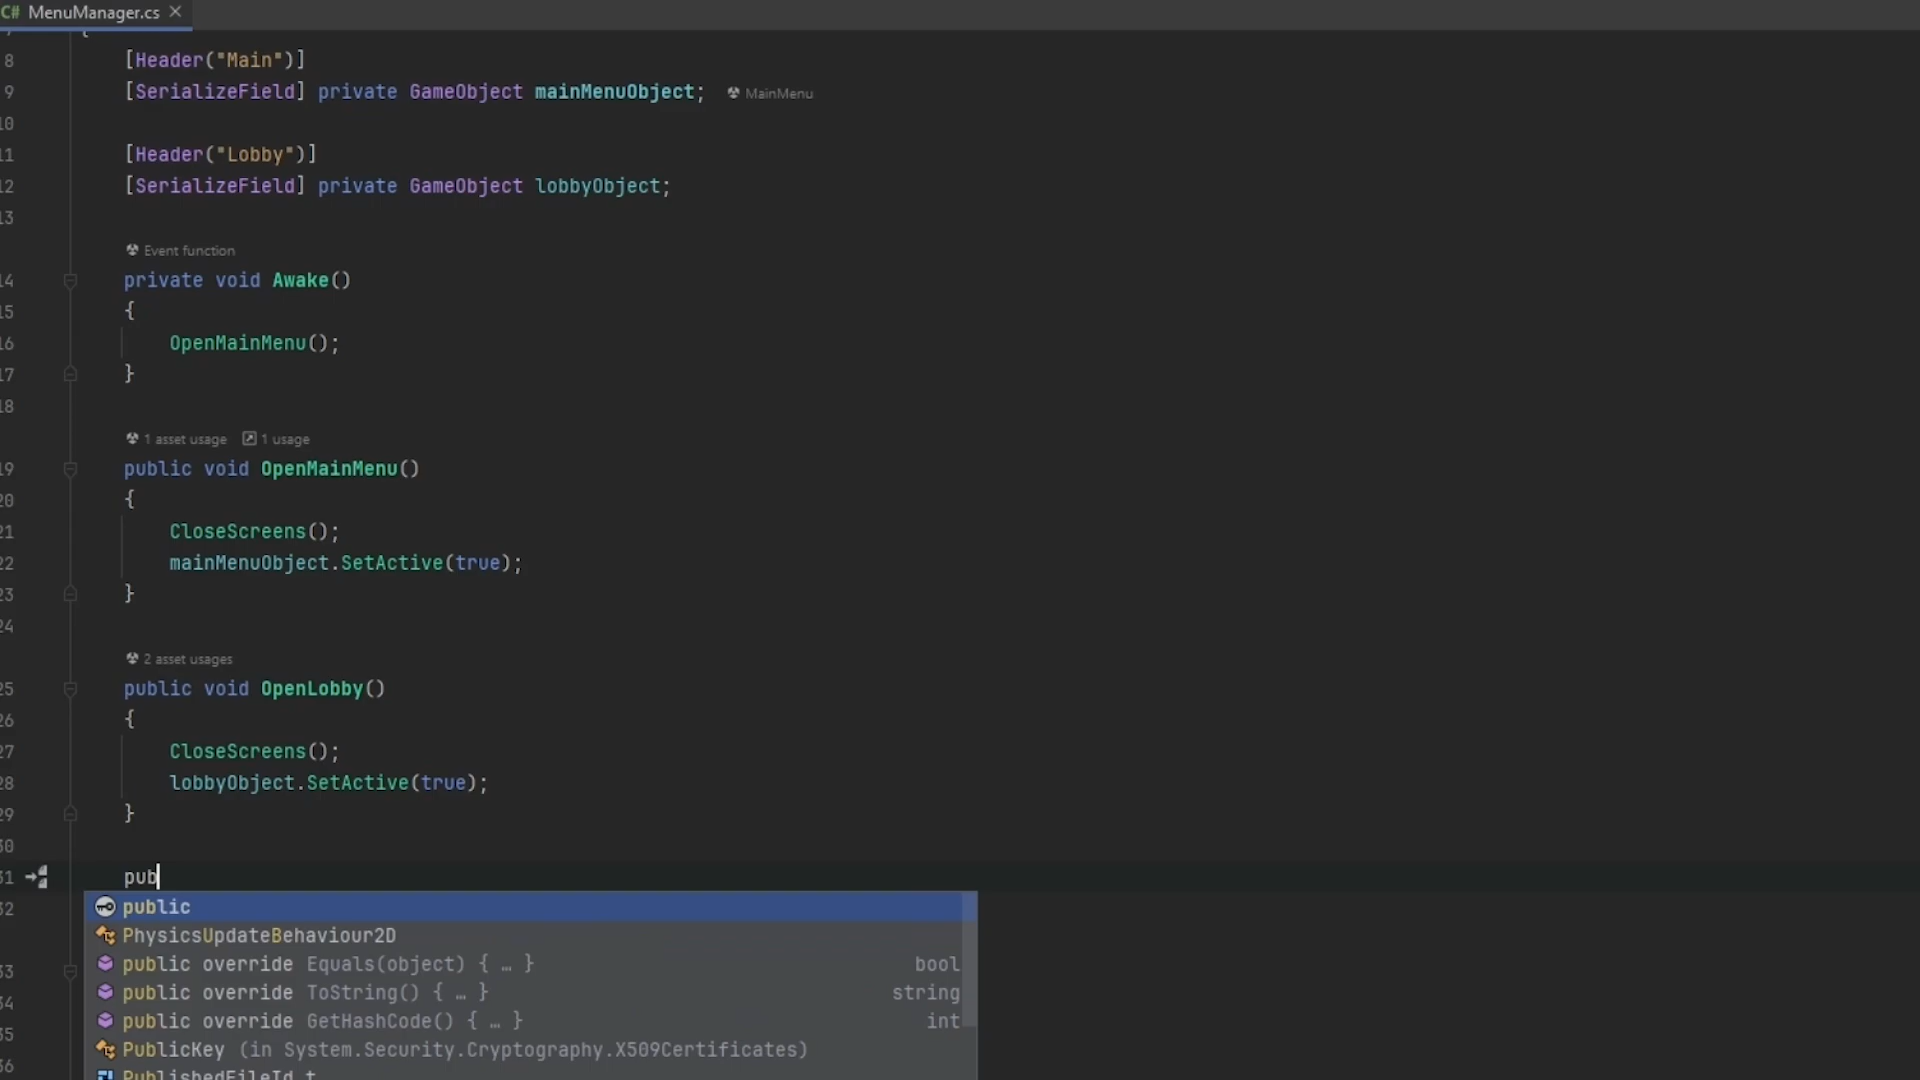 C# MenuManager.cs ×
8 [Header("Main")]
9 [SerializeField] private GameObject mainMenuObject; MainMenu
10
11 [Header("Lobby")]
12 [SerializeField] private GameObject lobbyObject;
13
Event function
14 private void Awake()
15 {
16 OpenMainMenu();
17 }
18
1 asset usage 1 usage
19 public void OpenMainMenu()
20 {
21 CloseScreens();
22 mainMenuObject.SetActive(true);
23 }
24
2 asset usages
25 public void OpenLobby()
26 {
27 CloseScreens();
28 lobbyObject.SetActive(true);
29 }
30
31 pub
32 public
PhysicsUpdateBehaviour2D
33 public override Equals(object) { … } bool
34 public override ToString() { … } string
35 public override GetHashCode() { … } int
36 PublicKey (in System.Security.Cryptography.X509Certificates)
PublishedFileId_t